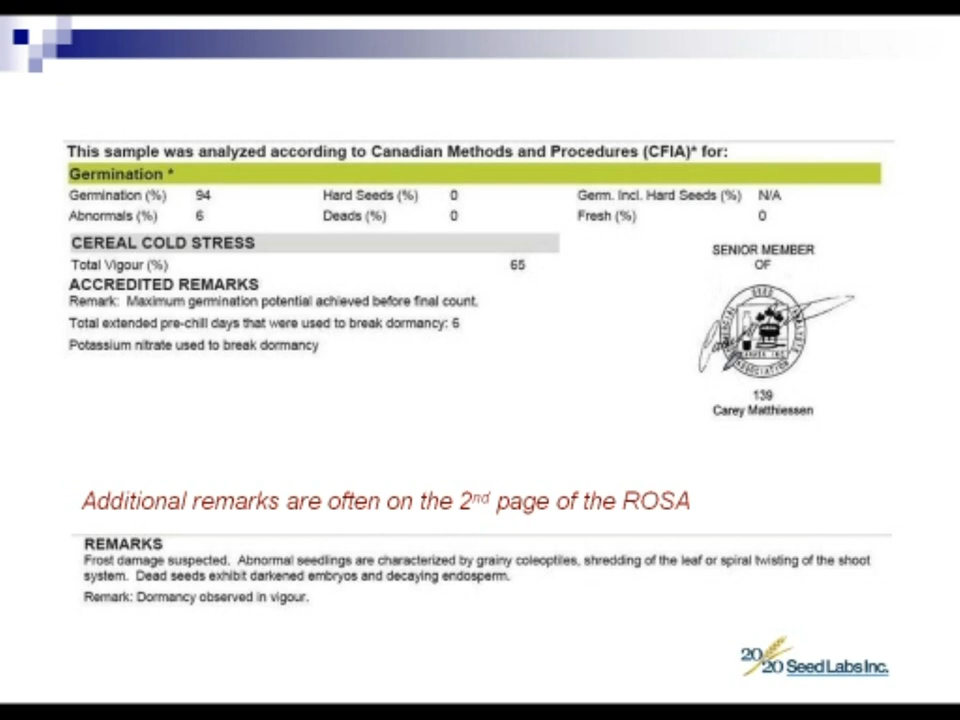 This sample was analyzed according to Canadian Methods and Procedures (CFIA)* for:
Germination *
Germination (%) 94 Hard Seeds (%) 0 Germ. Incl. Hard Seeds (%) N/A
Abnormals (%) 6 Deads (%) 0 Fresh (%) 0
CEREAL COLD STRESS
Total Vigour (%) 65
ACCREDITED REMARKS
Remark: Maximum germination potential achieved before final count.
Total extended pre-chill days that were used to break dormancy: 6
Potassium nitrate used to break dormancy
SENIOR MEMBER
OF
SEED
ASSOCIATION
139
Carey Matthiessen
Additional remarks are often on the 2nd page of the ROSA
REMARKS
Frost damage suspected. Abnormal seedlings are characterized by grainy coleoptiles, shredding of the leaf or spiral twisting of the shoot
system. Dead seeds exhibit darkened embryos and decaying endosperm.
Remark: Dormancy observed in vigour.
20/20 Seed Labs Inc.